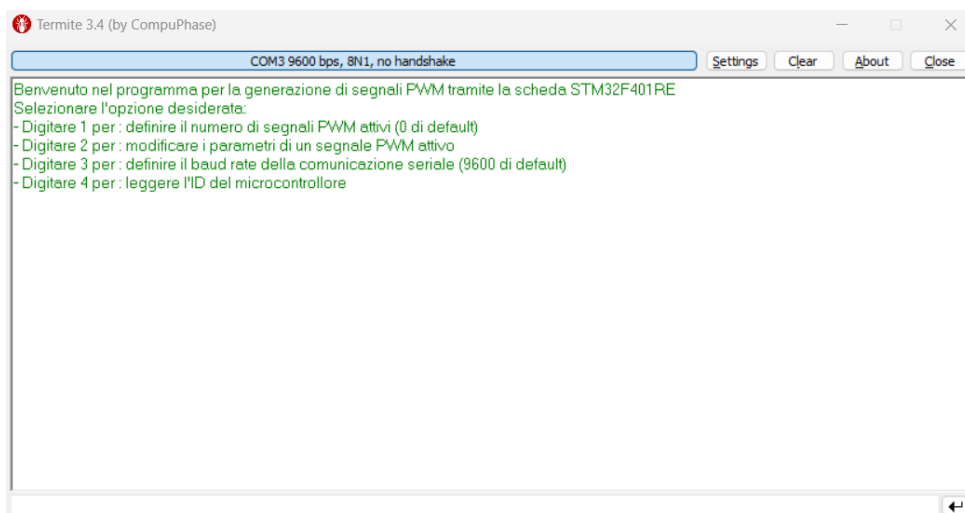 Termite 3.4 (by CompuPhase)
COM3 9600 bps, 8N1, no handshake
Settings
Clear
About
Close
Benvenuto nel programma per la generazione di segnali PWM tramite la scheda STM32F401RE
Selezionare l'opzione desiderata:
- Digitare 1 per : definire il numero di segnali PWM attivi (0 di default)
- Digitare 2 per : modificare i parametri di un segnale PWM attivo
- Digitare 3 per : definire il baud rate della comunicazione seriale (9600 di default)
- Digitare 4 per : leggere l'ID del microcontrollore